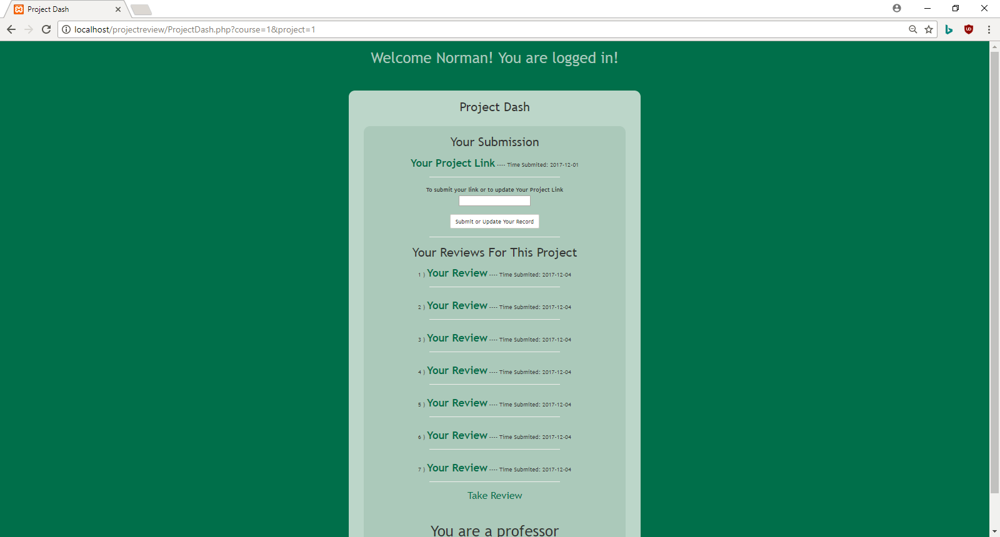 Project Dash
localhost/projectreview/ProjectDash.php?course=1&project=1
Welcome Norman! You are logged in!
Project Dash
Your Submission
Your Project Link ---- Time Submited: 2017-12-01
To submit your link or to update Your Project Link
Submit or Update Your Record
Your Reviews For This Project
1 ) Your Review ---- Time Submited: 2017-12-04
2 ) Your Review ---- Time Submited: 2017-12-04
3 ) Your Review ---- Time Submited: 2017-12-04
4 ) Your Review ---- Time Submited: 2017-12-04
5 ) Your Review ---- Time Submited: 2017-12-04
6 ) Your Review ---- Time Submited: 2017-12-04
7 ) Your Review ---- Time Submited: 2017-12-04
Take Review
You are a professor